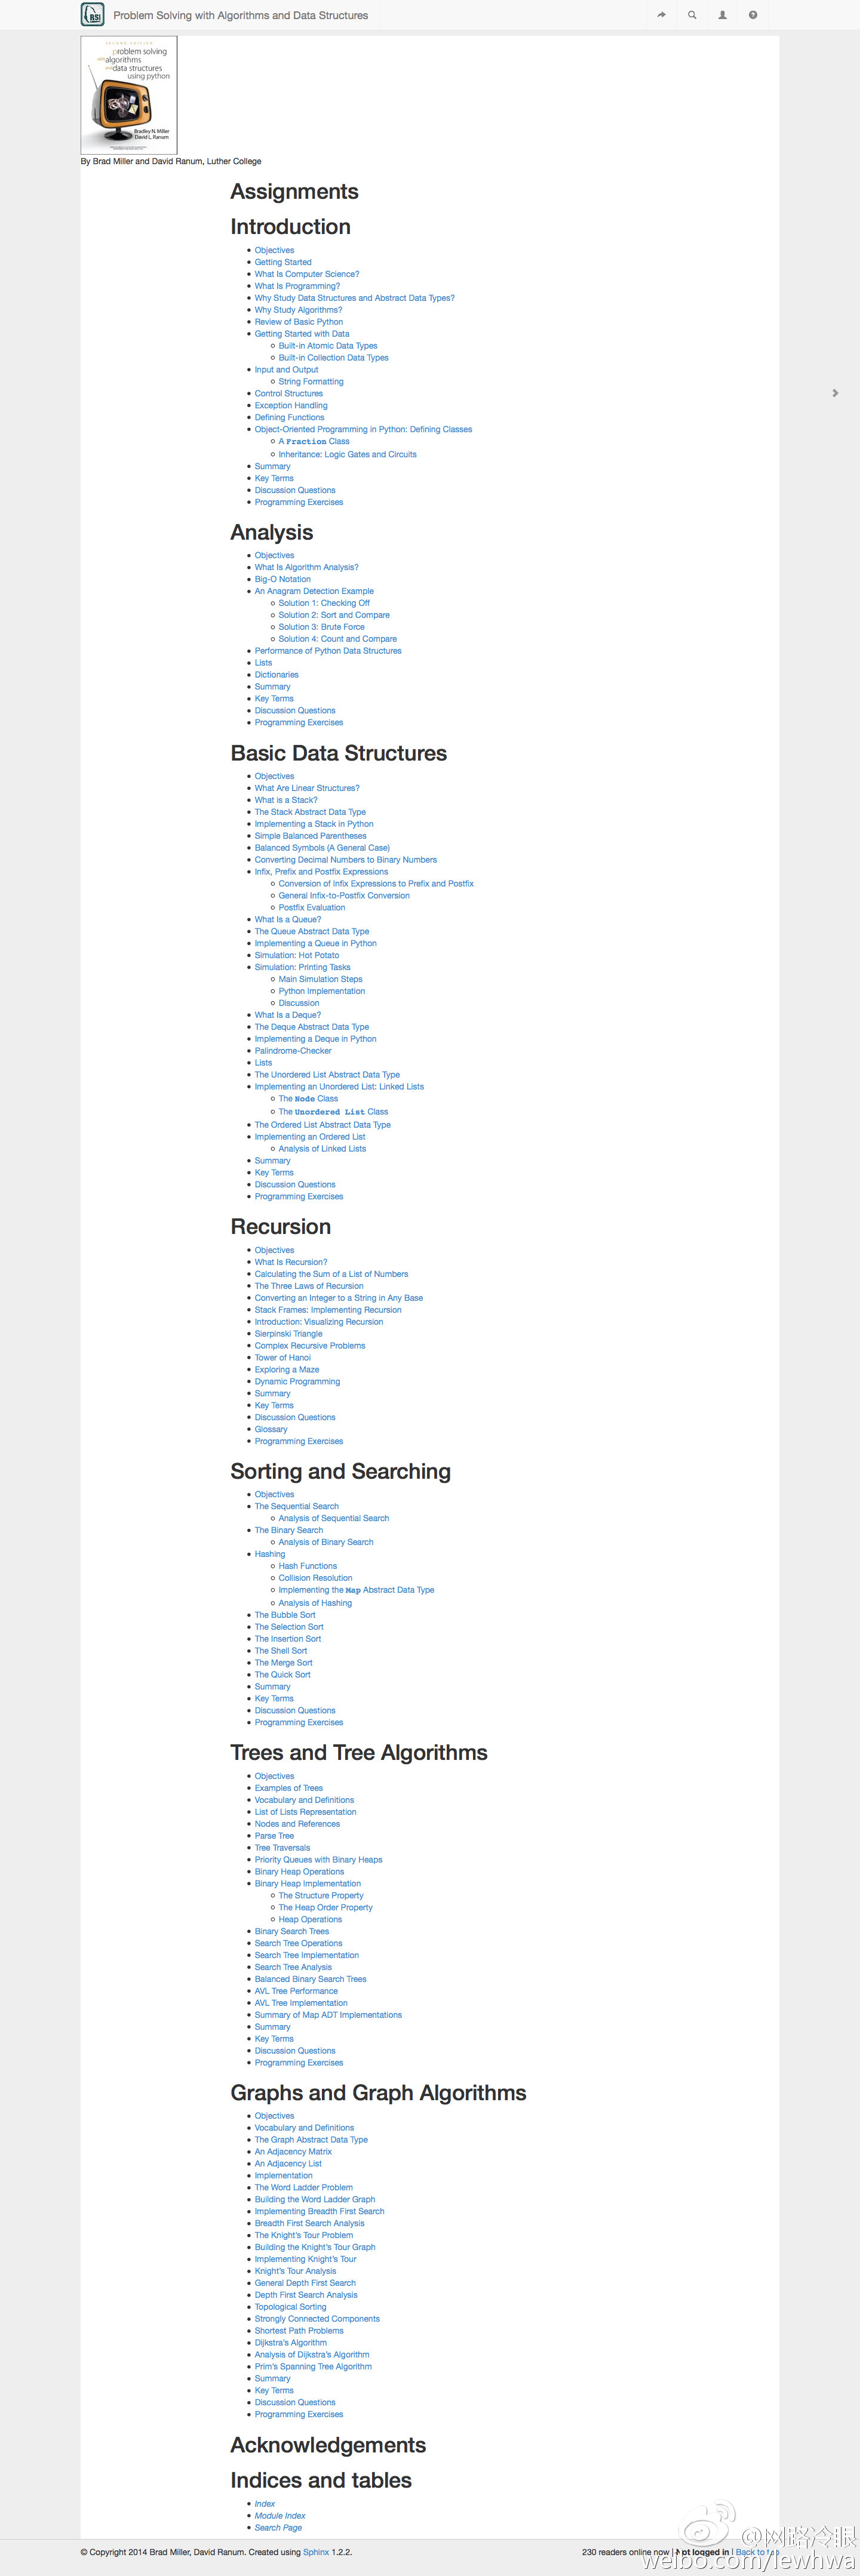 RSI
Problem Solving with Algorithms and Data Structures
SECOND EDITION
problem solving
with algorithms
and data structures
using python
Bradley N. Miller
David L. Ranum
By Brad Miller and David Ranum, Luther College
Assignments
Introduction
Objectives
Getting Started
What Is Computer Science?
What Is Programming?
Why Study Data Structures and Abstract Data Types?
Why Study Algorithms?
Review of Basic Python
Getting Started with Data
Built-in Atomic Data Types
Built-in Collection Data Types
Input and Output
String Formatting
Control Structures
Exception Handling
Defining Functions
Object-Oriented Programming in Python: Defining Classes
A Fraction Class
Inheritance: Logic Gates and Circuits
Summary
Key Terms
Discussion Questions
Programming Exercises
Analysis
Objectives
What Is Algorithm Analysis?
Big-O Notation
An Anagram Detection Example
Solution 1: Checking Off
Solution 2: Sort and Compare
Solution 3: Brute Force
Solution 4: Count and Compare
Performance of Python Data Structures
Lists
Dictionaries
Summary
Key Terms
Discussion Questions
Programming Exercises
Basic Data Structures
Objectives
What Are Linear Structures?
What is a Stack?
The Stack Abstract Data Type
Implementing a Stack in Python
Simple Balanced Parentheses
Balanced Symbols (A General Case)
Converting Decimal Numbers to Binary Numbers
Infix, Prefix and Postfix Expressions
Conversion of Infix Expressions to Prefix and Postfix
General Infix-to-Postfix Conversion
Postfix Evaluation
What Is a Queue?
The Queue Abstract Data Type
Implementing a Queue in Python
Simulation: Hot Potato
Simulation: Printing Tasks
Main Simulation Steps
Python Implementation
Discussion
What Is a Deque?
The Deque Abstract Data Type
Implementing a Deque in Python
Palindrome-Checker
Lists
The Unordered List Abstract Data Type
Implementing an Unordered List: Linked Lists
The Node Class
The Unordered List Class
The Ordered List Abstract Data Type
Implementing an Ordered List
Analysis of Linked Lists
Summary
Key Terms
Discussion Questions
Programming Exercises
Recursion
Objectives
What Is Recursion?
Calculating the Sum of a List of Numbers
The Three Laws of Recursion
Converting an Integer to a String in Any Base
Stack Frames: Implementing Recursion
Introduction: Visualizing Recursion
Sierpinski Triangle
Complex Recursive Problems
Tower of Hanoi
Exploring a Maze
Dynamic Programming
Summary
Key Terms
Discussion Questions
Glossary
Programming Exercises
Sorting and Searching
Objectives
The Sequential Search
Analysis of Sequential Search
The Binary Search
Analysis of Binary Search
Hashing
Hash Functions
Collision Resolution
Implementing the Map Abstract Data Type
Analysis of Hashing
The Bubble Sort
The Selection Sort
The Insertion Sort
The Shell Sort
The Merge Sort
The Quick Sort
Summary
Key Terms
Discussion Questions
Programming Exercises
Trees and Tree Algorithms
Objectives
Examples of Trees
Vocabulary and Definitions
List of Lists Representation
Nodes and References
Parse Tree
Tree Traversals
Priority Queues with Binary Heaps
Binary Heap Operations
Binary Heap Implementation
The Structure Property
The Heap Order Property
Heap Operations
Binary Search Trees
Search Tree Operations
Search Tree Implementation
Search Tree Analysis
Balanced Binary Search Trees
AVL Tree Performance
AVL Tree Implementation
Summary of Map ADT Implementations
Summary
Key Terms
Discussion Questions
Programming Exercises
Graphs and Graph Algorithms
Objectives
Vocabulary and Definitions
The Graph Abstract Data Type
An Adjacency Matrix
An Adjacency List
Implementation
The Word Ladder Problem
Building the Word Ladder Graph
Implementing Breadth First Search
Breadth First Search Analysis
The Knight's Tour Problem
Building the Knight's Tour Graph
Implementing Knight's Tour
Knight's Tour Analysis
General Depth First Search
Depth First Search Analysis
Topological Sorting
Strongly Connected Components
Shortest Path Problems
Dijkstra's Algorithm
Analysis of Dijkstra's Algorithm
Prim's Spanning Tree Algorithm
Summary
Key Terms
Discussion Questions
Programming Exercises
Acknowledgements
Indices and tables
Index
Module Index
Search Page
@网路冷眼
© Copyright 2014 Brad Miller, David Ranum. Created using Sphinx 1.2.2.
230 readers online now | Not logged in | Back to top
weibo.com/lewhwa